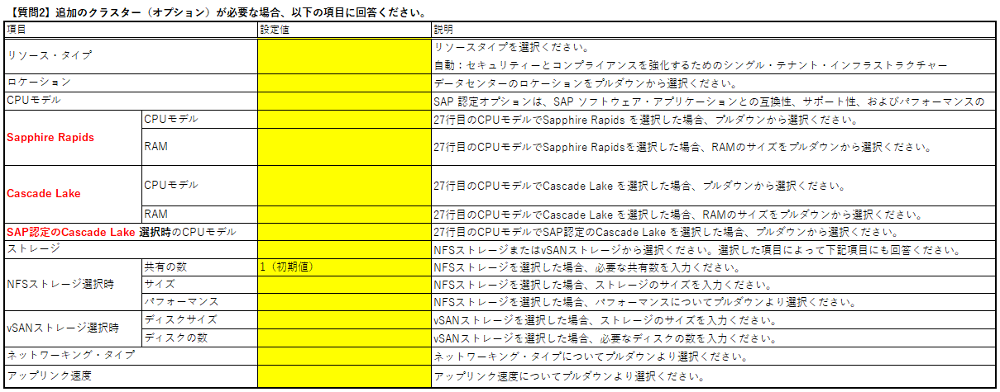 【質問2】追加のクラスター（オプション）が必要な場合、以下の項目に回答ください。
項目 設定値 説明
リソース・タイプ リソースタイプを選択ください。
自動：セキュリティーとコンプライアンスを強化するためのシングル・テナント・インフラストラクチャー
ロケーション データセンターのロケーションをプルダウンから選択ください。
CPUモデル SAP 認定オプションは、SAP ソフトウェア・アプリケーションとの互換性、サポート性、およびパフォーマンスの
Sapphire Rapids CPUモデル 27行目のCPUモデルでSapphire Rapids を選択した場合、プルダウンから選択ください。
RAM 27行目のCPUモデルでSapphire Rapidsを選択した場合、RAMのサイズをプルダウンから選択ください。
Cascade Lake CPUモデル 27行目のCPUモデルでCascade Lake を選択した場合、プルダウンから選択ください。
RAM 27行目のCPUモデルでCascade Lake を選択した場合、RAMのサイズをプルダウンから選択ください。
SAP認定のCascade Lake 選択時のCPUモデル 27行目のCPUモデルでSAP認定のCascade Lake を選択した場合、プルダウンから選択ください。
ストレージ NFSストレージまたはvSANストレージから選択ください。選択した項目によって下記項目にも回答ください。
NFSストレージ選択時 共有の数 1（初期値） NFSストレージを選択した場合、必要な共有数を入力ください。
サイズ NFSストレージを選択した場合、ストレージのサイズを入力ください。
パフォーマンス NFSストレージを選択した場合、パフォーマンスについてプルダウンより選択ください。
vSANストレージ選択時 ディスクサイズ vSANストレージを選択した場合、ストレージのサイズを入力ください。
ディスクの数 vSANストレージを選択した場合、必要なディスクの数を入力ください。
ネットワーキング・タイプ ネットワーキング・タイプについてプルダウンより選択ください。
アップリンク速度 アップリンク速度についてプルダウンより選択ください。